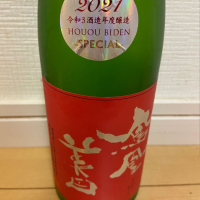 2021
令和3酒造年度醸造
HOUOU BIDEN
-SPECIAL-
鳳凰
美田